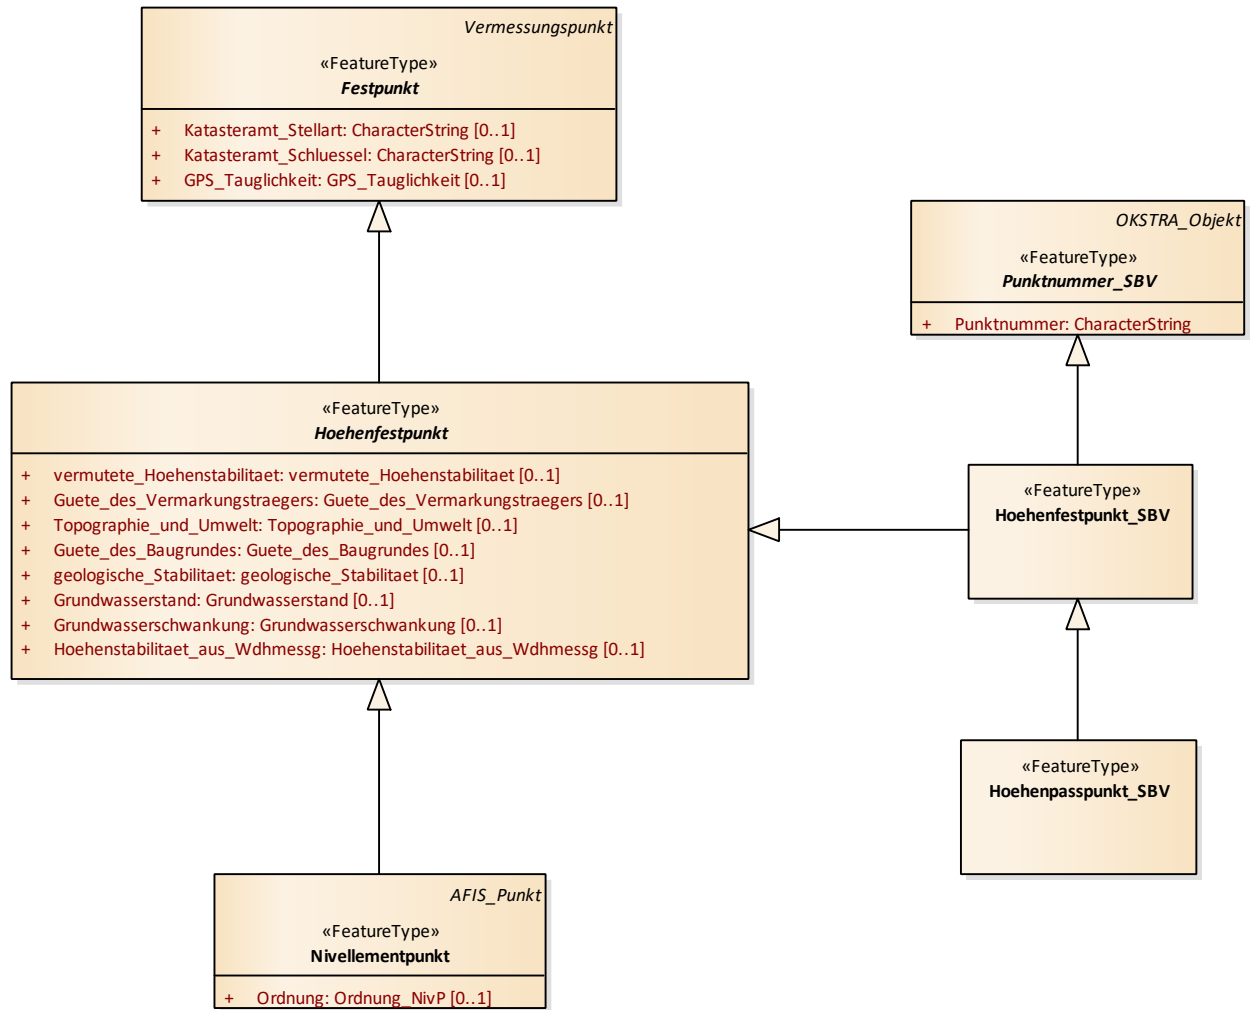 Vermessungspunkt
«FeatureType»
Festpunkt
+ Katasteramt_Stellart: CharacterString [0..1]
+ Katasteramt_Schluessel: CharacterString [0..1]
+ GPS_Tauglichkeit: GPS_Tauglichkeit [0..1]
OKSTRA_Objekt
«FeatureType»
Punktnummer_SBV
+ Punktnummer: CharacterString
«FeatureType»
Hoehenfestpunkt
+ vermutete_Hoehenstabilitaet: vermutete_Hoehenstabilitaet [0..1]
+ Guete_des_Vermarkungstraegers: Guete_des_Vermarkungstraegers [0..1]
+ Topographie_und_Umwelt: Topographie_und_Umwelt [0..1]
+ Guete_des_Baugrundes: Guete_des_Baugrundes [0..1]
+ geologische_Stabilitaet: geologische_Stabilitaet [0..1]
+ Grundwasserstand: Grundwasserstand [0..1]
+ Grundwasserschwankung: Grundwasserschwankung [0..1]
+ Hoehenstabilitaet_aus_Wdhmessg: Hoehenstabilitaet_aus_Wdhmessg [0..1]
«FeatureType»
Hoehenfestpunkt_SBV
«FeatureType»
Hoehenpasspunkt_SBV
AFIS_Punkt
«FeatureType»
Nivellementpunkt
+ Ordnung: Ordnung_NivP [0..1]